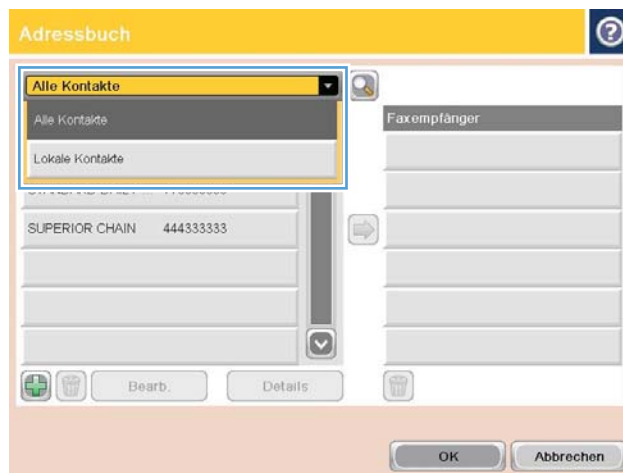 Adressbuch
Alle Kontakte
Alle Kontakte
Lokale Kontakte
SUPERIOR CHAIN 444333333
Faxempfänger
Bearb.
Details
OK
Abbrechen